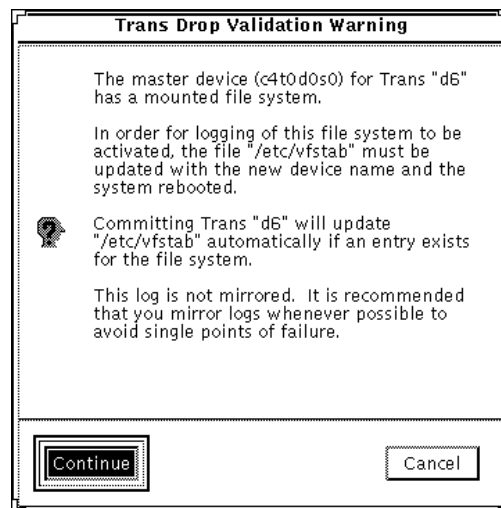 Trans Drop Validation Warning
The master device (c4t0d0s0) for Trans "d6"
has a mounted file system.
In order for logging of this file system to be
activated, the file "/etc/vfstab" must be
updated with the new device name and the
system rebooted.
Committing Trans "d6" will update
"/etc/vfstab" automatically if an entry exists
for the file system.
This log is not mirrored.  It is recommended
that you mirror logs whenever possible to
avoid single points of failure.
Continue
Cancel